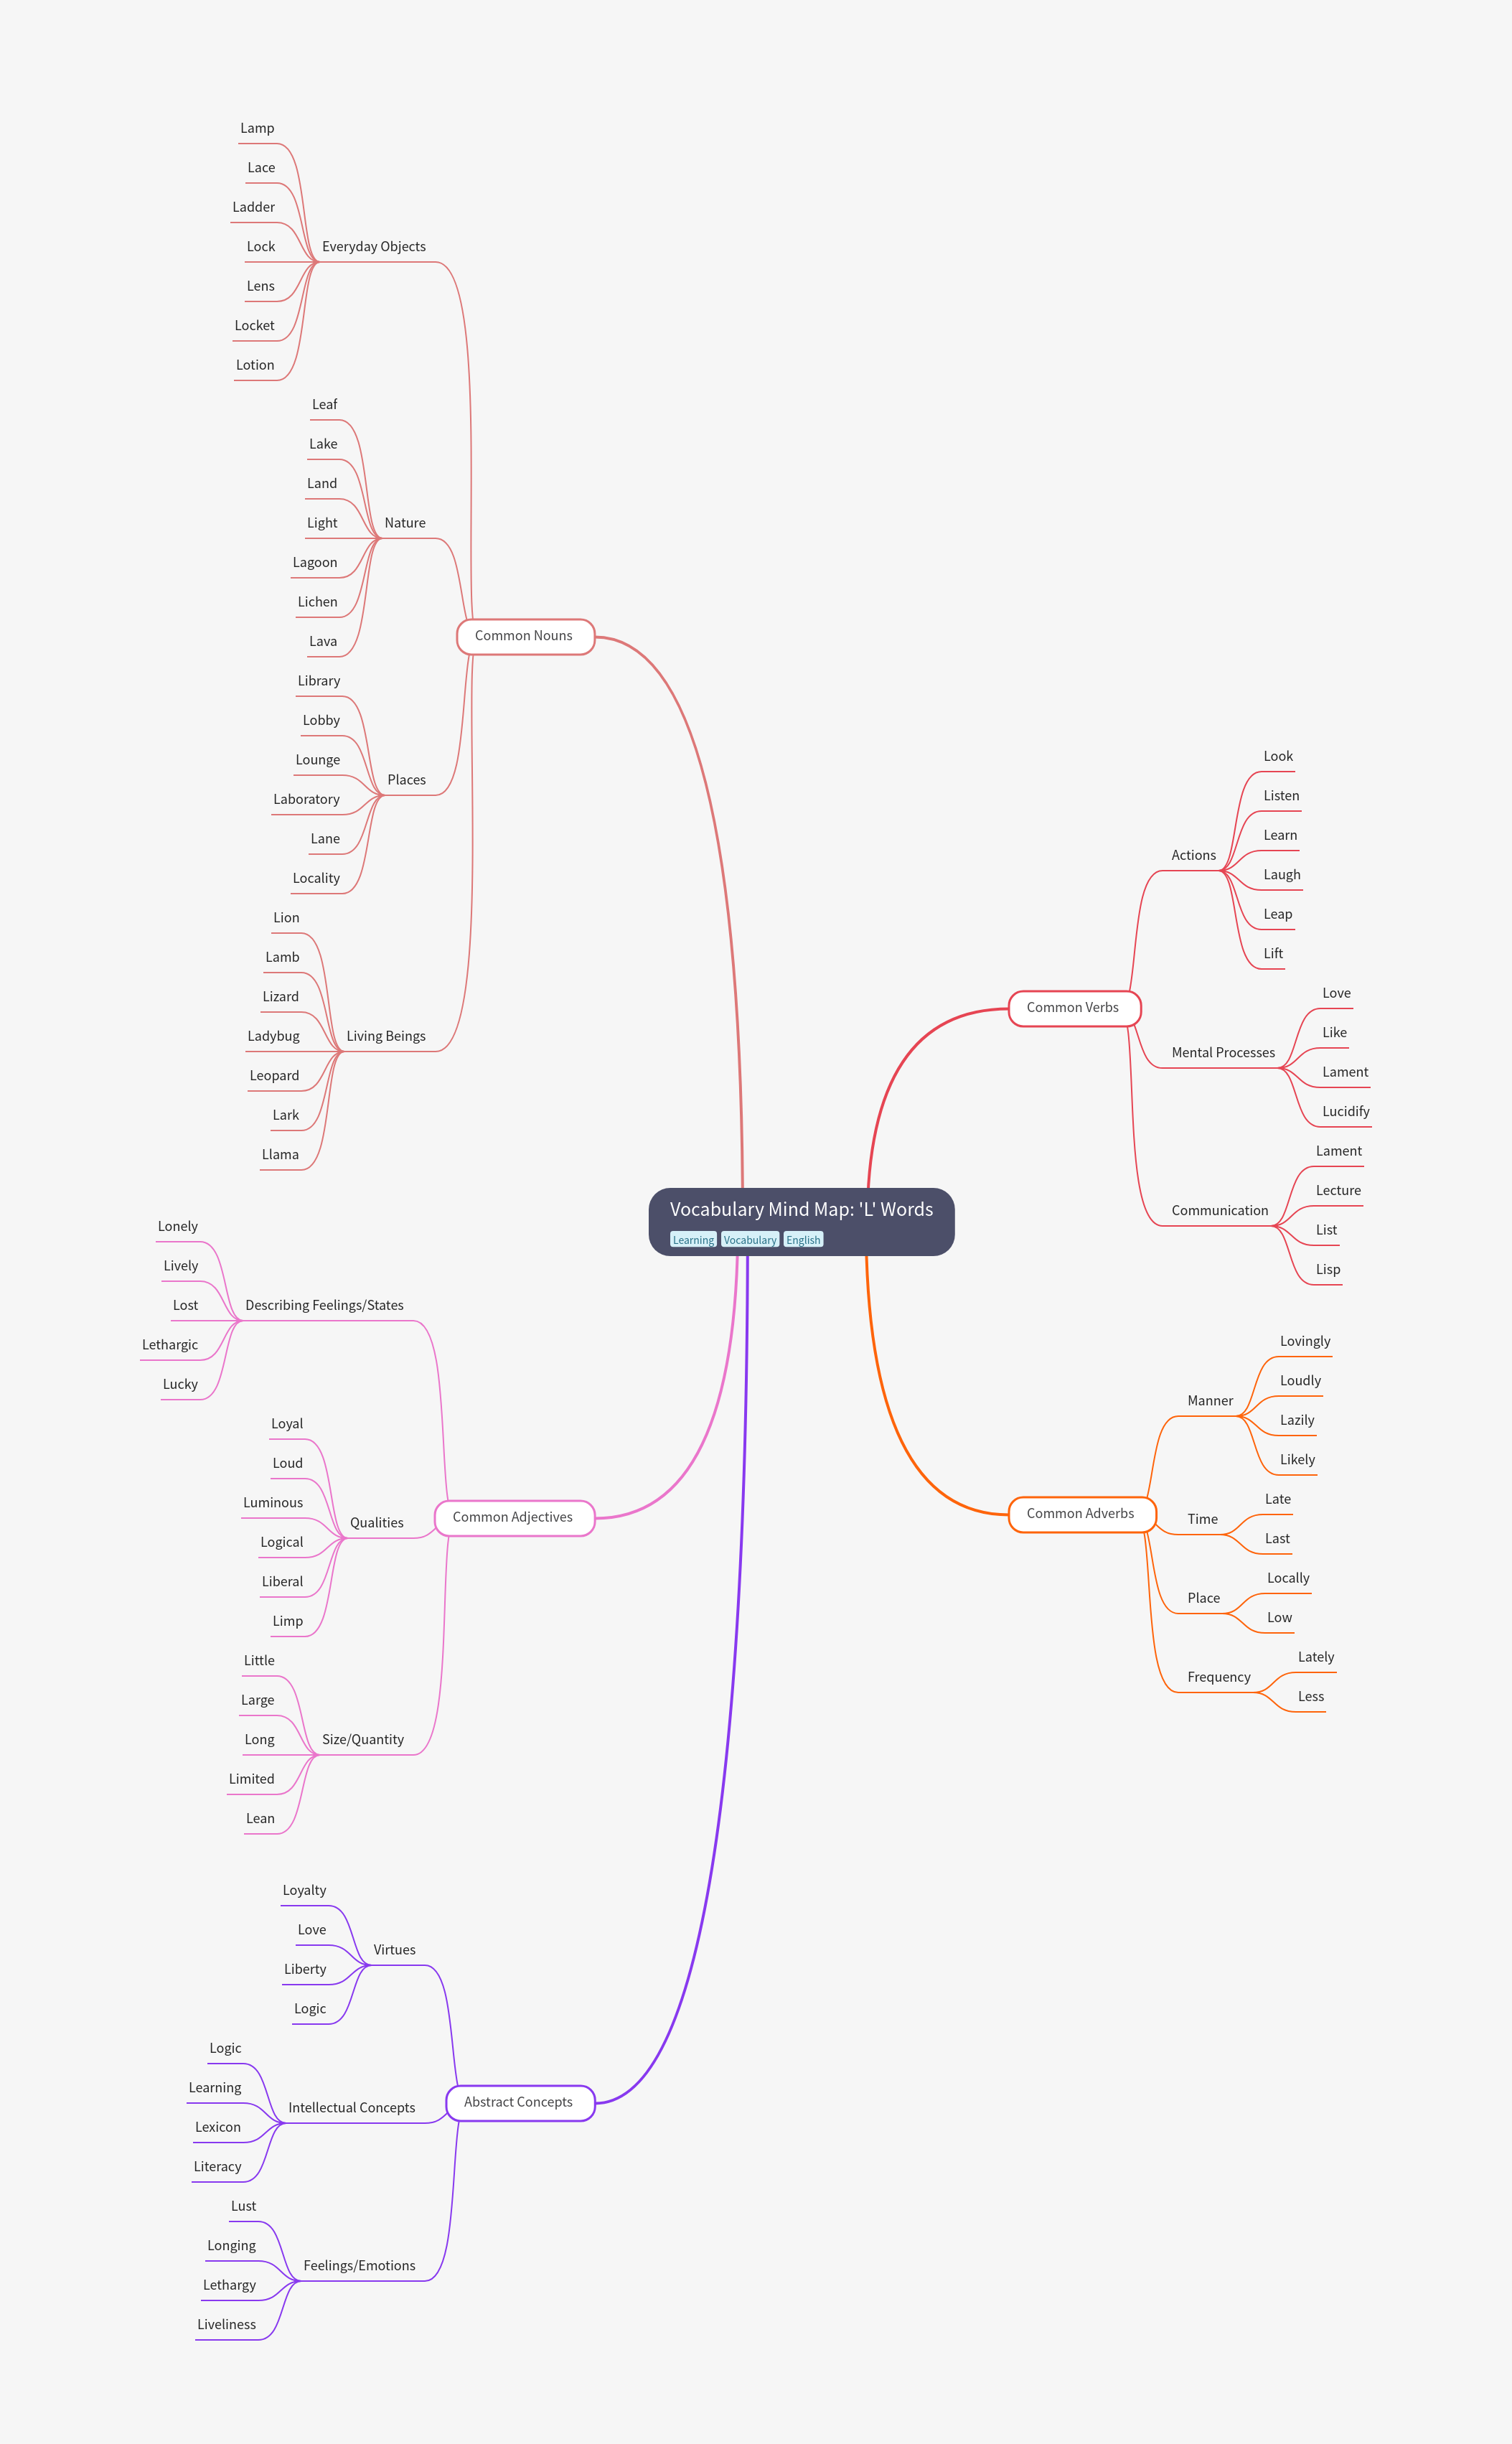 Vocabulary Mind Map: 'L' Words
Learning Vocabulary English
Common Nouns
Everyday Objects
Lamp
Lace
Ladder
Lock
Lens
Locket
Lotion
Nature
Leaf
Lake
Land
Light
Lagoon
Lichen
Lava
Places
Library
Lobby
Lounge
Laboratory
Lane
Locality
Living Beings
Lion
Lamb
Lizard
Ladybug
Leopard
Lark
Llama
Common Verbs
Actions
Look
Listen
Learn
Laugh
Leap
Lift
Mental Processes
Love
Like
Lament
Lucidify
Communication
Lament
Lecture
List
Lisp
Common Adjectives
Describing Feelings/States
Lonely
Lively
Lost
Lethargic
Lucky
Qualities
Loyal
Loud
Luminous
Logical
Liberal
Limp
Size/Quantity
Little
Large
Long
Limited
Lean
Common Adverbs
Manner
Lovingly
Loudly
Lazily
Likely
Time
Late
Last
Place
Locally
Low
Frequency
Lately
Less
Abstract Concepts
Virtues
Loyalty
Love
Liberty
Logic
Intellectual Concepts
Logic
Learning
Lexicon
Literacy
Feelings/Emotions
Lust
Longing
Lethargy
Liveliness